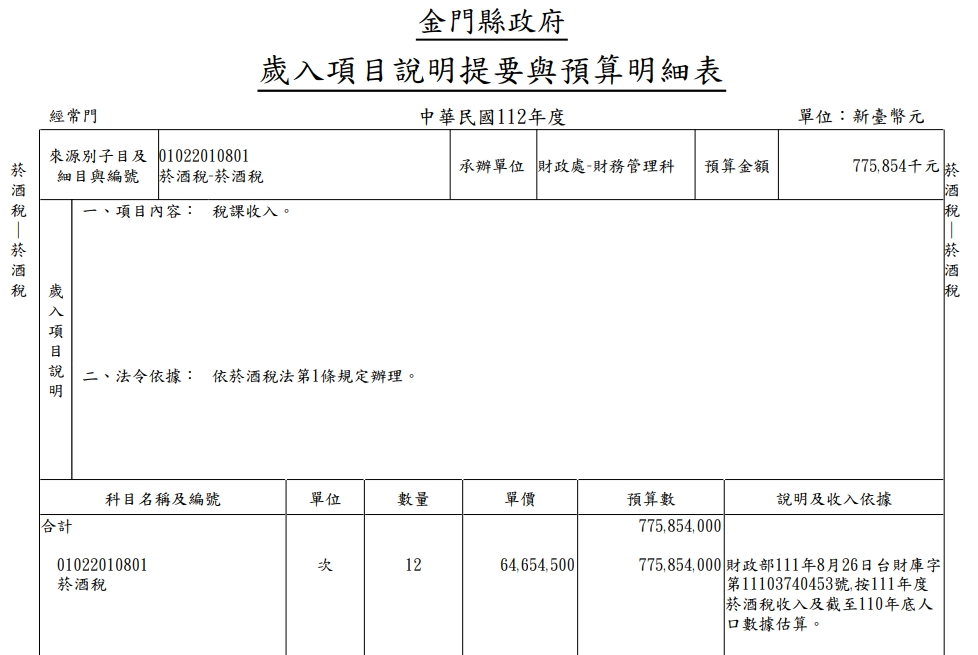 金門縣政府
歲入項目說明提要與預算明細表
經常門
中華民國112年度
單位：新臺幣元
菸酒稅—菸酒稅
來源別子目及
細目與編號
01022010801
菸酒稅-菸酒稅
承辦單位
財政處-財務管理科
預算金額
775,854千元
菸酒稅—菸酒稅
歲入項目說明
一、項目內容： 稅課收入。
二、法令依據： 依菸酒稅法第1條規定辦理。
科目名稱及編號 單位 數量 單價 預算數 說明及收入依據
合計 775,854,000
01022010801 次 12 64,654,500 775,854,000 財政部111年8月26日台財庫字
菸酒稅 第11103740453號,按111年度
菸酒稅收入及截至110年底人
口數據估算。